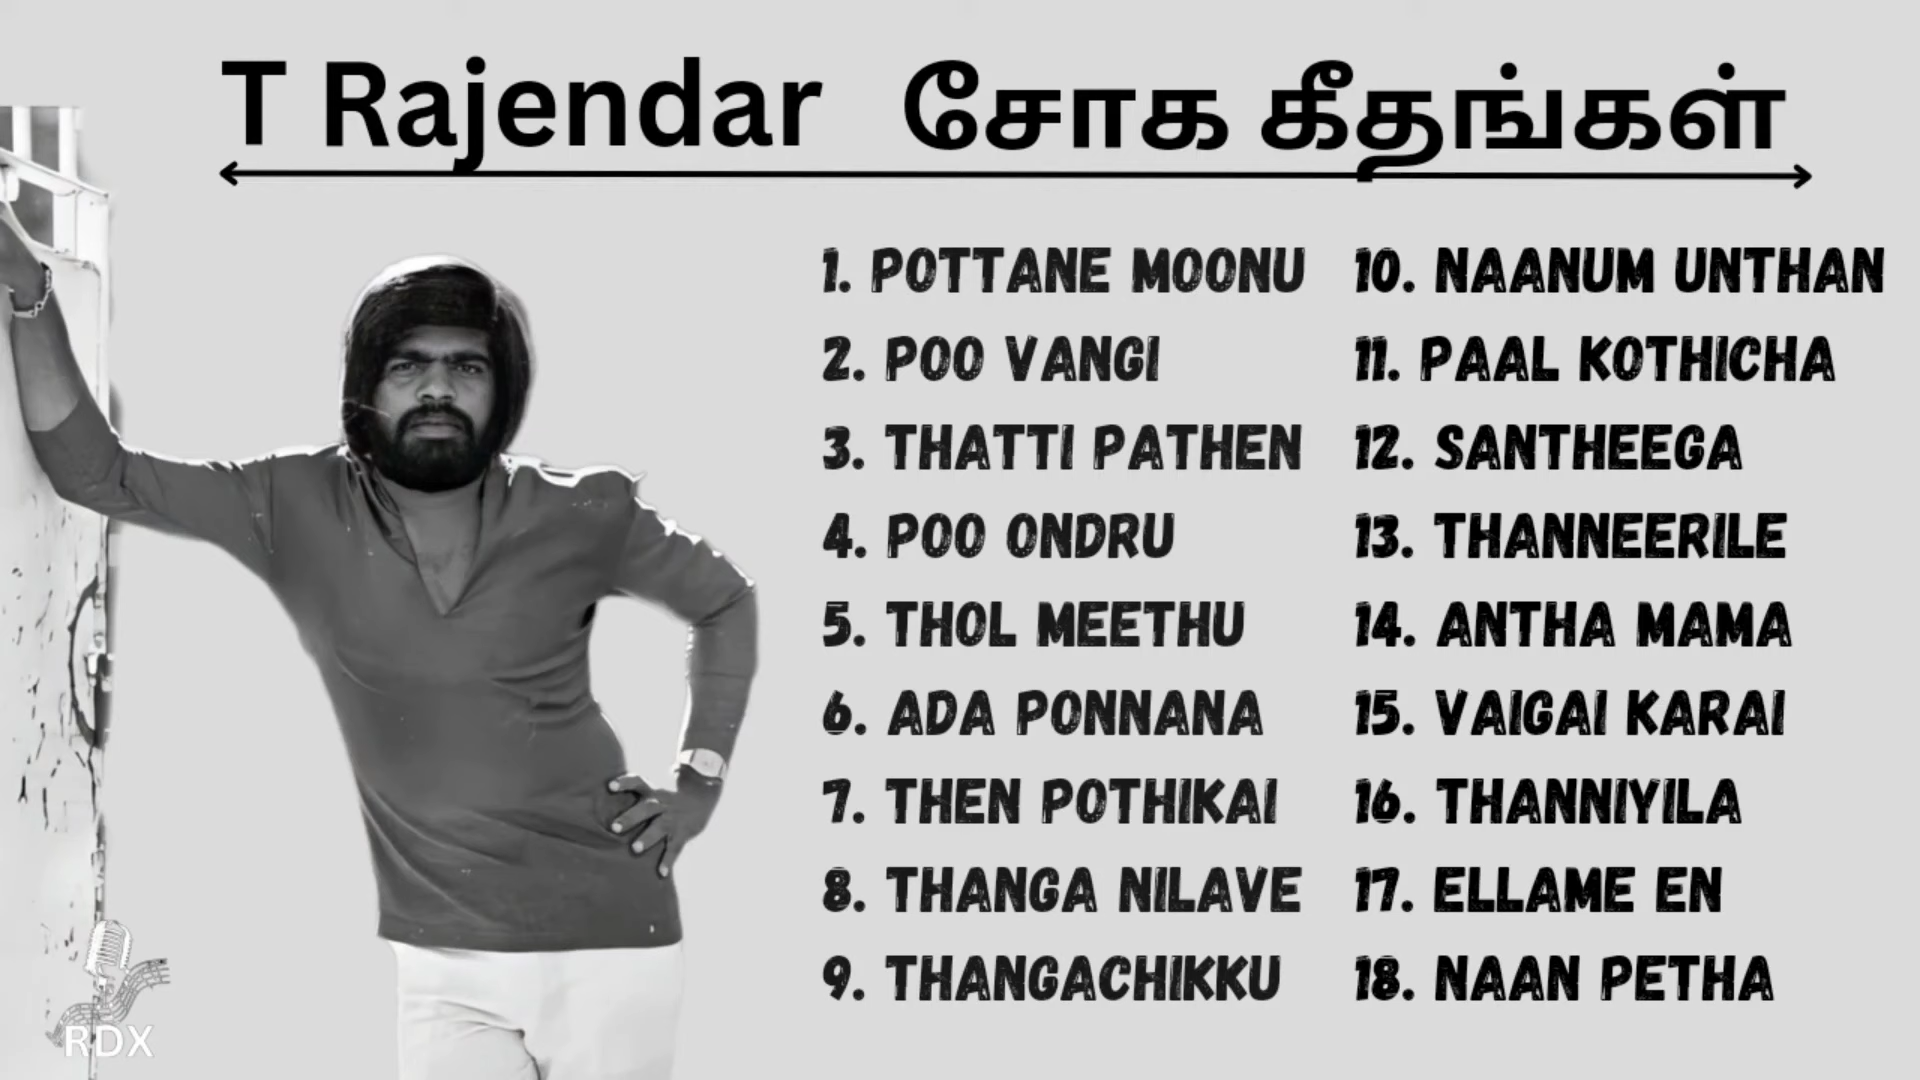 T Rajendar சோக கீதங்கள்
1. POTTANE MOONU
2. POO VANGI
3. THATTI PATHEN
4. POO ONDRU
5. THOL MEETHU
6. ADA PONNANA
7. THEN POTHIKAI
8. THANGA NILAVE
9. THANGACHIKKU
10. NAANUM UNTHAN
11. PAAL KOTHICHA
12. SANTHEEGA
13. THANNEERILE
14. ANTHA MAMA
15. VAIGAI KARAI
16. THANNIYILA
17. ELLAME EN
18. NAAN PETHA
RDX